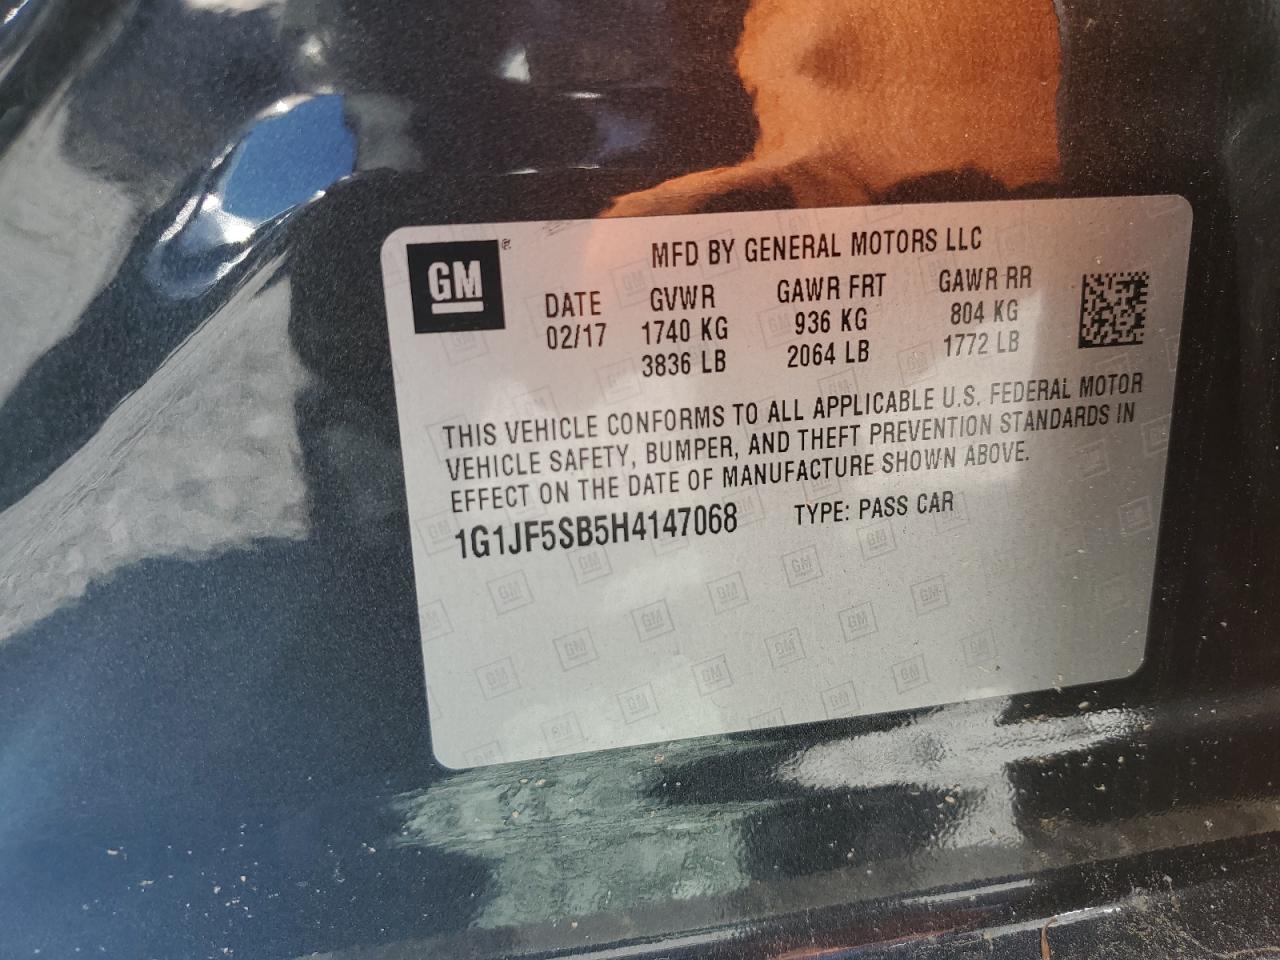 GM ®
MFD BY GENERAL MOTORS LLC
DATE GVWR GAWR FRT GAWR RR
02/17 1740 KG 936 KG 804 KG
3836 LB 2064 LB 1772 LB
THIS VEHICLE CONFORMS TO ALL APPLICABLE U.S. FEDERAL MOTOR
VEHICLE SAFETY, BUMPER, AND THEFT PREVENTION STANDARDS IN
EFFECT ON THE DATE OF MANUFACTURE SHOWN ABOVE.
1G1JF5SB5H4147068 TYPE: PASS CAR